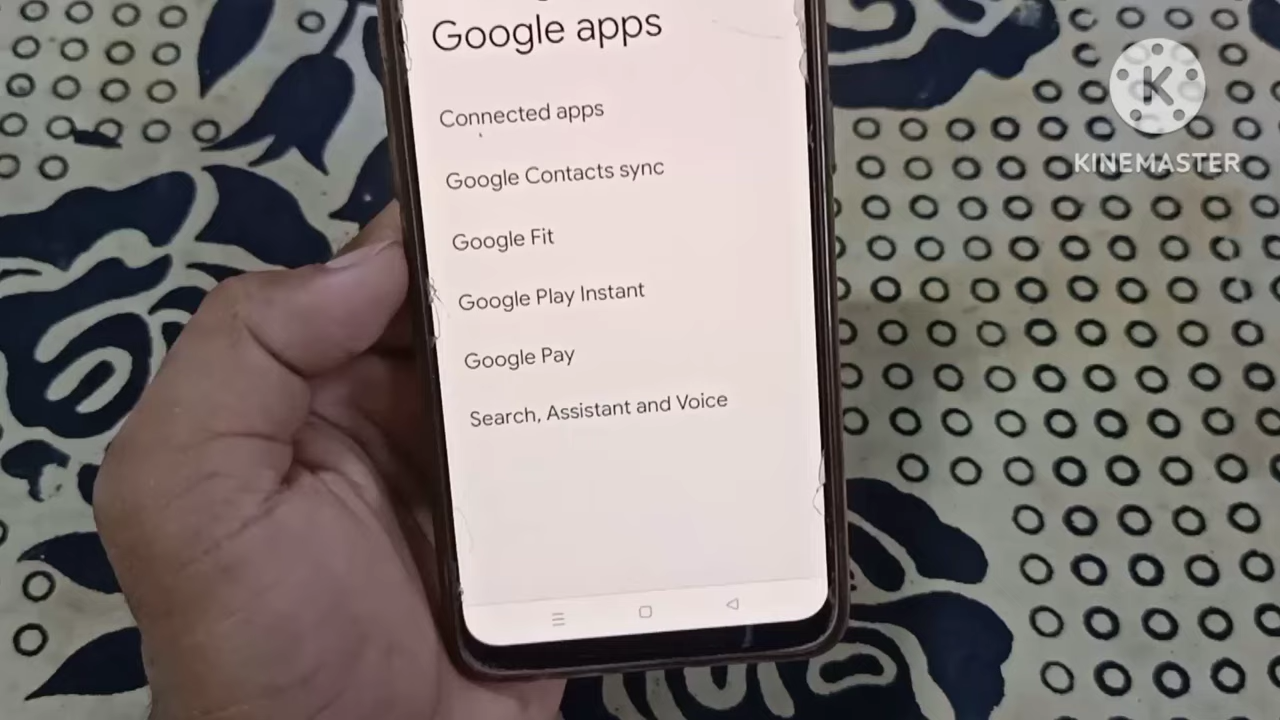 Google apps
Connected apps
Google Contacts sync
Google Fit
Google Play Instant
Google Pay
Search, Assistant and Voice
K
KINEMASTER